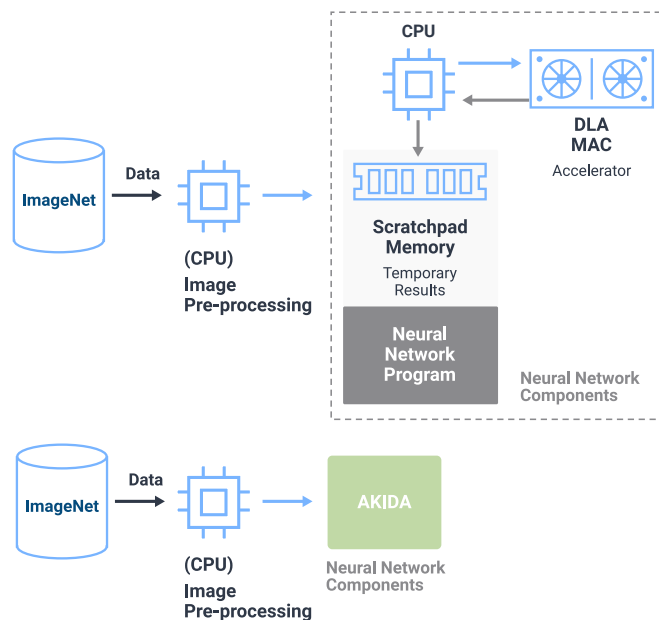 CPU
DLA
MAC
Accelerator
Data
ImageNet
(CPU)
Image
Pre-processing
Scratchpad
Memory
Temporary
Results
Neural
Network
Program
Neural Network
Components
Data
ImageNet
(CPU)
Image
Pre-processing
AKIDA
Neural Network
Components